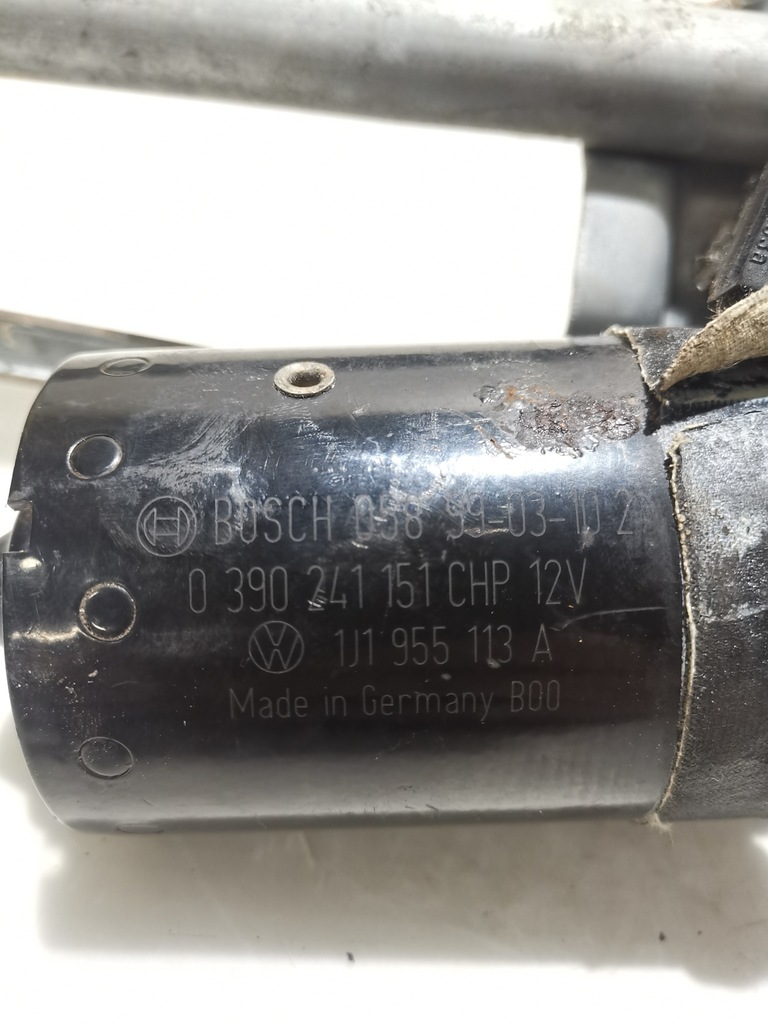 BOSCH 058 99-03-10 2
0 390 241 151 CHP 12V
1J1 955 113 A
Made in Germany B00